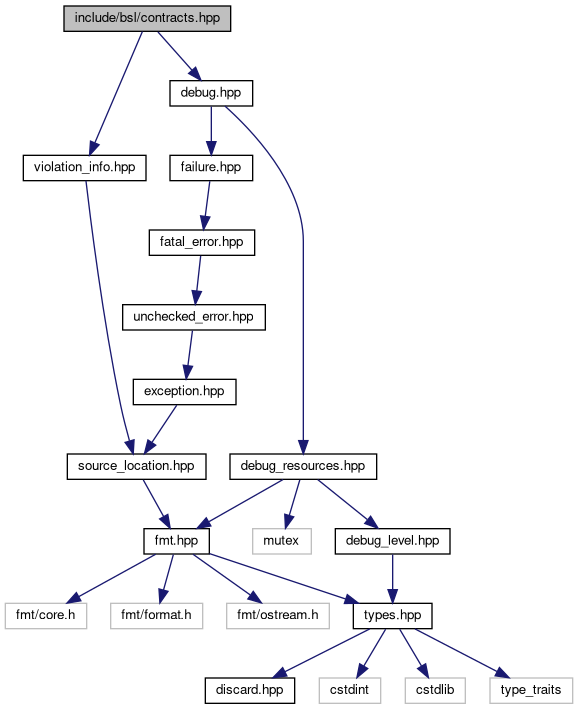 include/bsl/contracts.hpp
debug.hpp
violation_info.hpp
failure.hpp
fatal_error.hpp
unchecked_error.hpp
exception.hpp
source_location.hpp
debug_resources.hpp
fmt.hpp
mutex
debug_level.hpp
fmt/core.h
fmt/format.h
fmt/ostream.h
types.hpp
discard.hpp
cstdint
cstdlib
type_traits